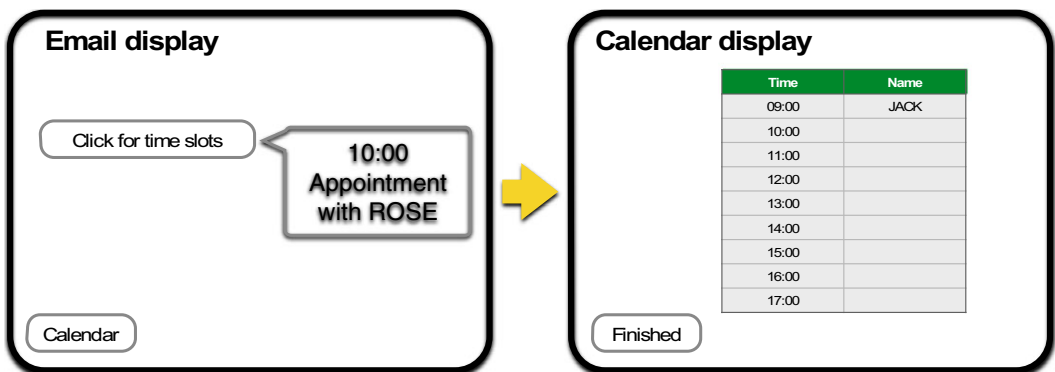 Email display
Click for time slots
10:00
Appointment
with ROSE
Calendar
Calendar display
Time Name
09:00 JACK
10:00
11:00
12:00
13:00
14:00
15:00
16:00
17:00
Finished